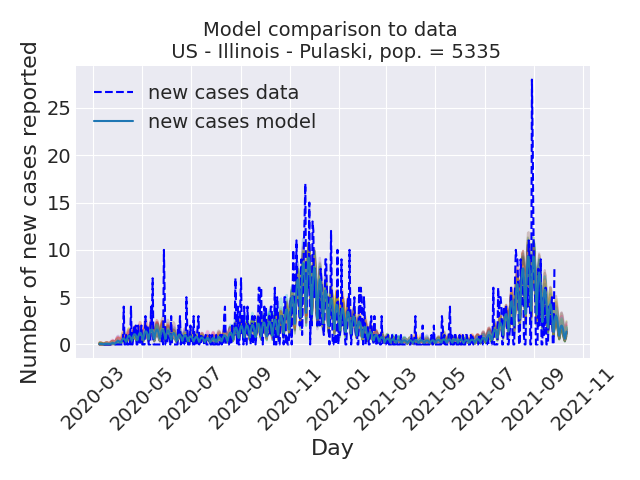 Model comparison to data
US - Illinois - Pulaski, pop. = 5335
Number of new cases reported
25
20
15
10
5
0
new cases data
new cases model
2020-03
2020-05
2020-07
2020-09
2020-11
2021-01
2021-03
2021-05
2021-07
2021-09
2021-11
Day